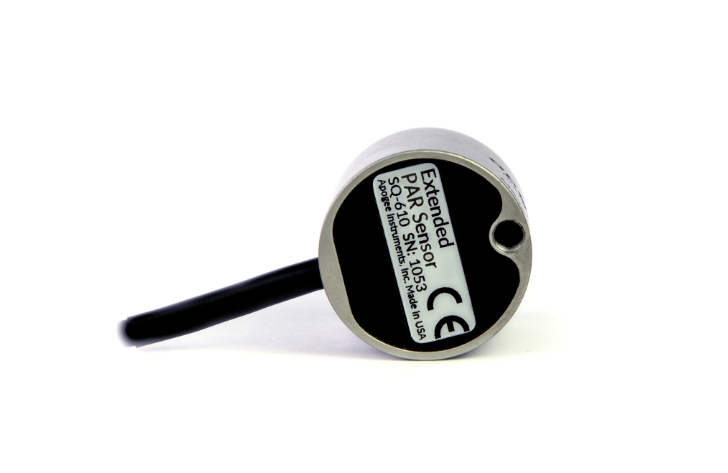 Extended
PAR Sensor
SQ-610 SN: 1053
Apogee Instruments, Inc. Made in USA
CE